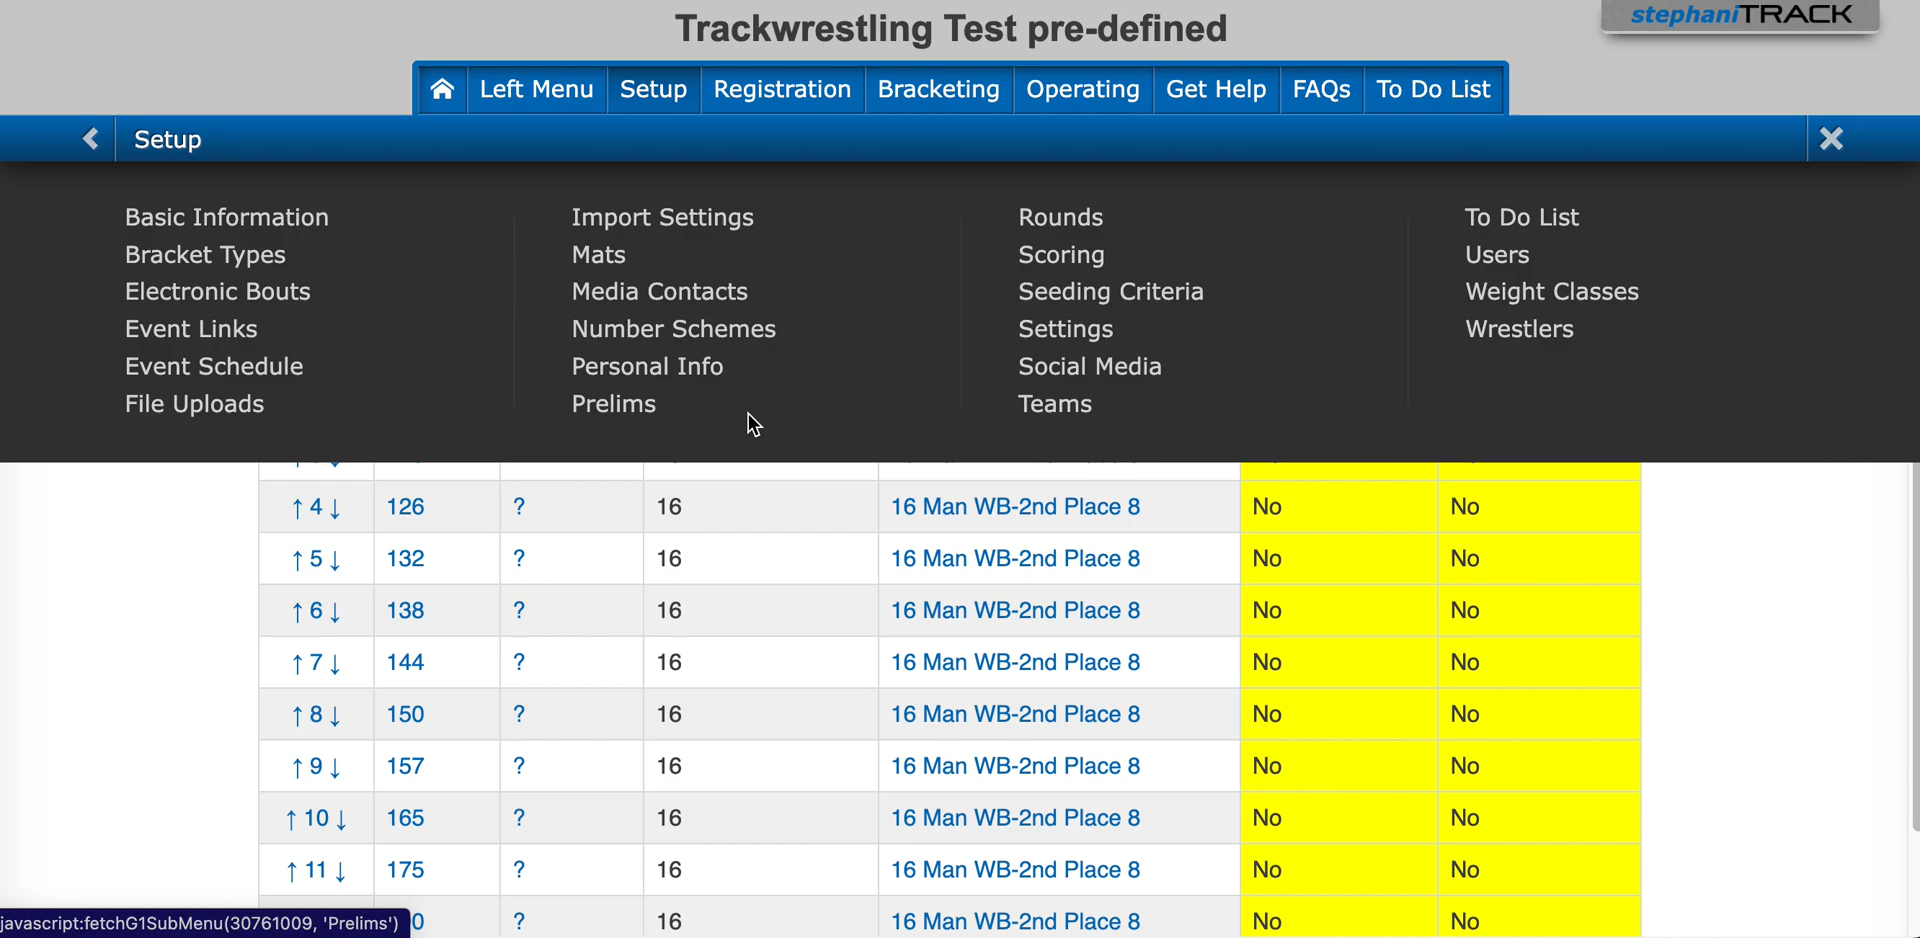 Trackwrestling Test pre-defined
stephaniTRACK
Left Menu Setup Registration Bracketing Operating Get Help FAQs To Do List
Setup
Basic Information
Bracket Types
Electronic Bouts
Event Links
Event Schedule
File Uploads
Import Settings
Mats
Media Contacts
Number Schemes
Personal Info
Prelims
Rounds
Scoring
Seeding Criteria
Settings
Social Media
Teams
To Do List
Users
Weight Classes
Wrestlers
↑ 4 ↓ 126 ? 16 16 Man WB-2nd Place 8 No No
↑ 5 ↓ 132 ? 16 16 Man WB-2nd Place 8 No No
↑ 6 ↓ 138 ? 16 16 Man WB-2nd Place 8 No No
↑ 7 ↓ 144 ? 16 16 Man WB-2nd Place 8 No No
↑ 8 ↓ 150 ? 16 16 Man WB-2nd Place 8 No No
↑ 9 ↓ 157 ? 16 16 Man WB-2nd Place 8 No No
↑ 10 ↓ 165 ? 16 16 Man WB-2nd Place 8 No No
↑ 11 ↓ 175 ? 16 16 Man WB-2nd Place 8 No No
0 ? 16 16 Man WB-2nd Place 8 No No
javascript:fetchG1SubMenu(30761009, 'Prelims')